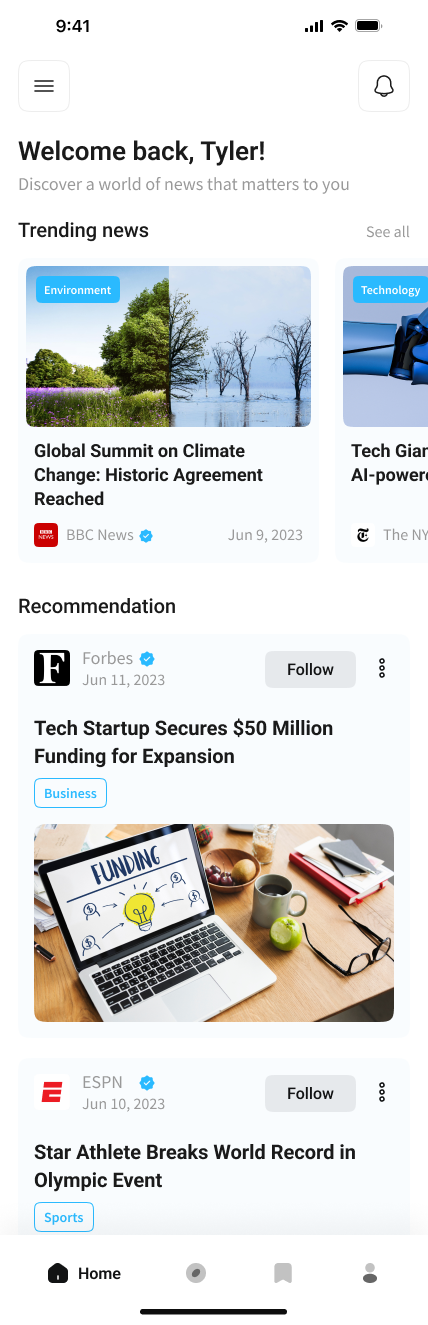 9:41
Welcome back, Tyler!
Discover a world of news that matters to you
Trending news
See all
Environment
Technology
Global Summit on Climate
Change: Historic Agreement
Reached
BBC
NEWS
BBC News
Jun 9, 2023
Tech Giant
AI-powere
The NY
Recommendation
F
Forbes
Jun 11, 2023
Follow
Tech Startup Secures $50 Million
Funding for Expansion
Business
FUNDING
ESPN
Jun 10, 2023
Follow
Star Athlete Breaks World Record in
Olympic Event
Sports
Home